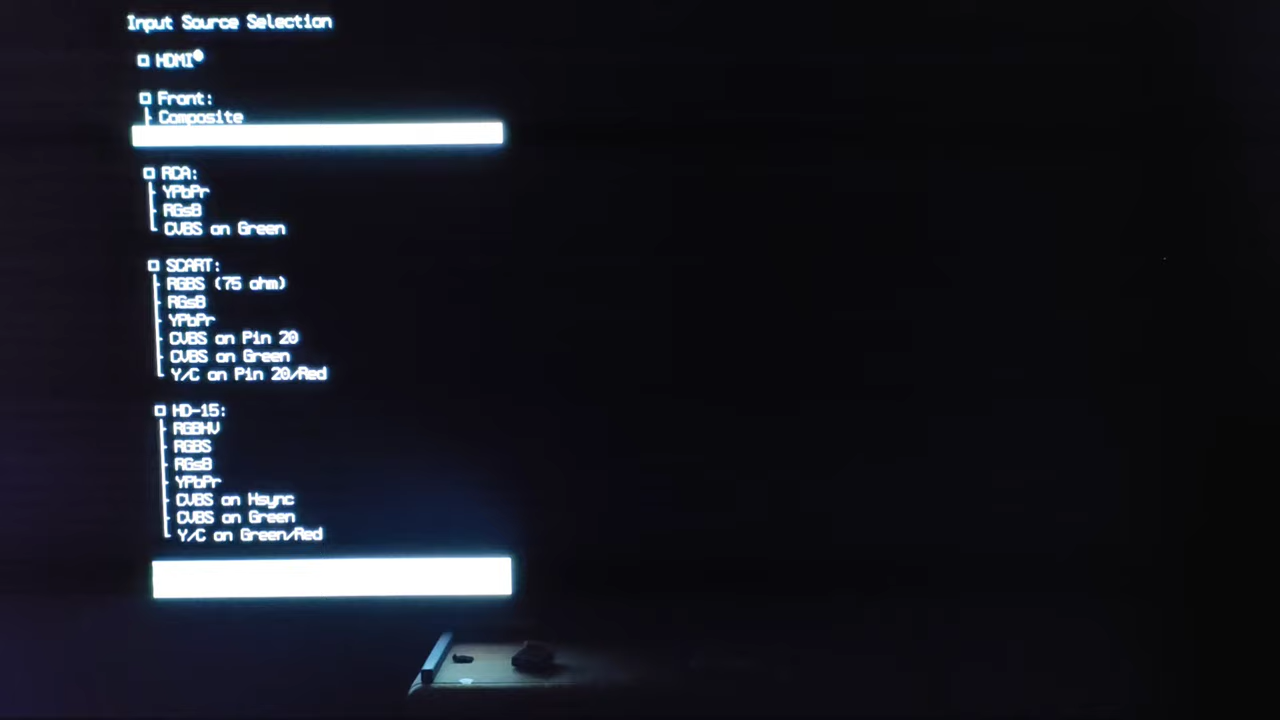 Input Source Selection
HDMI®
Front:
Composite
RCA:
YPbPr
RGsB
CVBS on Green
SCART:
RGBS (75 ohm)
RGsB
YPbPr
CVBS on Pin 20
CVBS on Green
Y/C on Pin 20/Red
HD-15:
RGBHV
RGBS
RGsB
YPbPr
CVBS on Hsync
CVBS on Green
Y/C on Green/Red